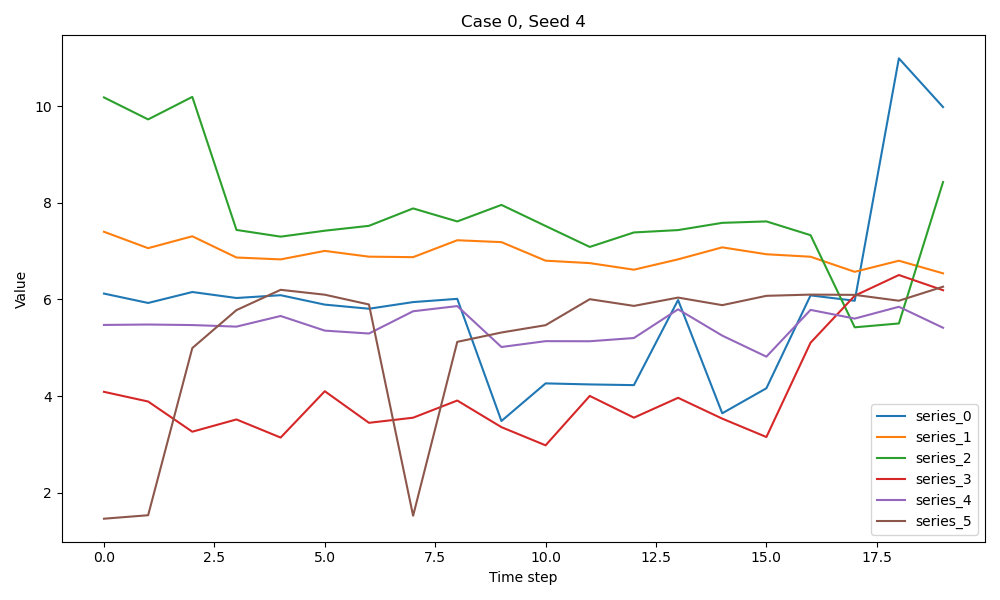 Case 0, Seed 4
Value
10
8
6
4
2
0.0 2.5 5.0 7.5 10.0 12.5 15.0 17.5
Time step
series_0
series_1
series_2
series_3
series_4
series_5